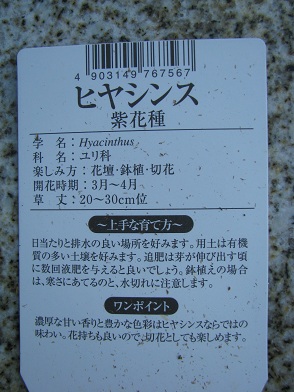 4 903149 767567
ヒヤシンス
紫花種
学　名：Hyacinthus
科　名：ユリ科
楽しみ方：花壇・鉢植・切花
開花時期：3月～4月
草　丈：20～30cm位
～上手な育て方～
日当たりと排水の良い場所を好みます。用土は有機
質の多い土壌を好みます。追肥は芽が伸び出す頃
に数回液肥を与えると良いでしょう。鉢植えの場合
は、寒さにあてるのと、水切れに注意します。
ワンポイント
濃厚な甘い香りと豊かな色彩はヒヤシンスならではの
味わい。花持ちも良いので、切花としても楽しめます。